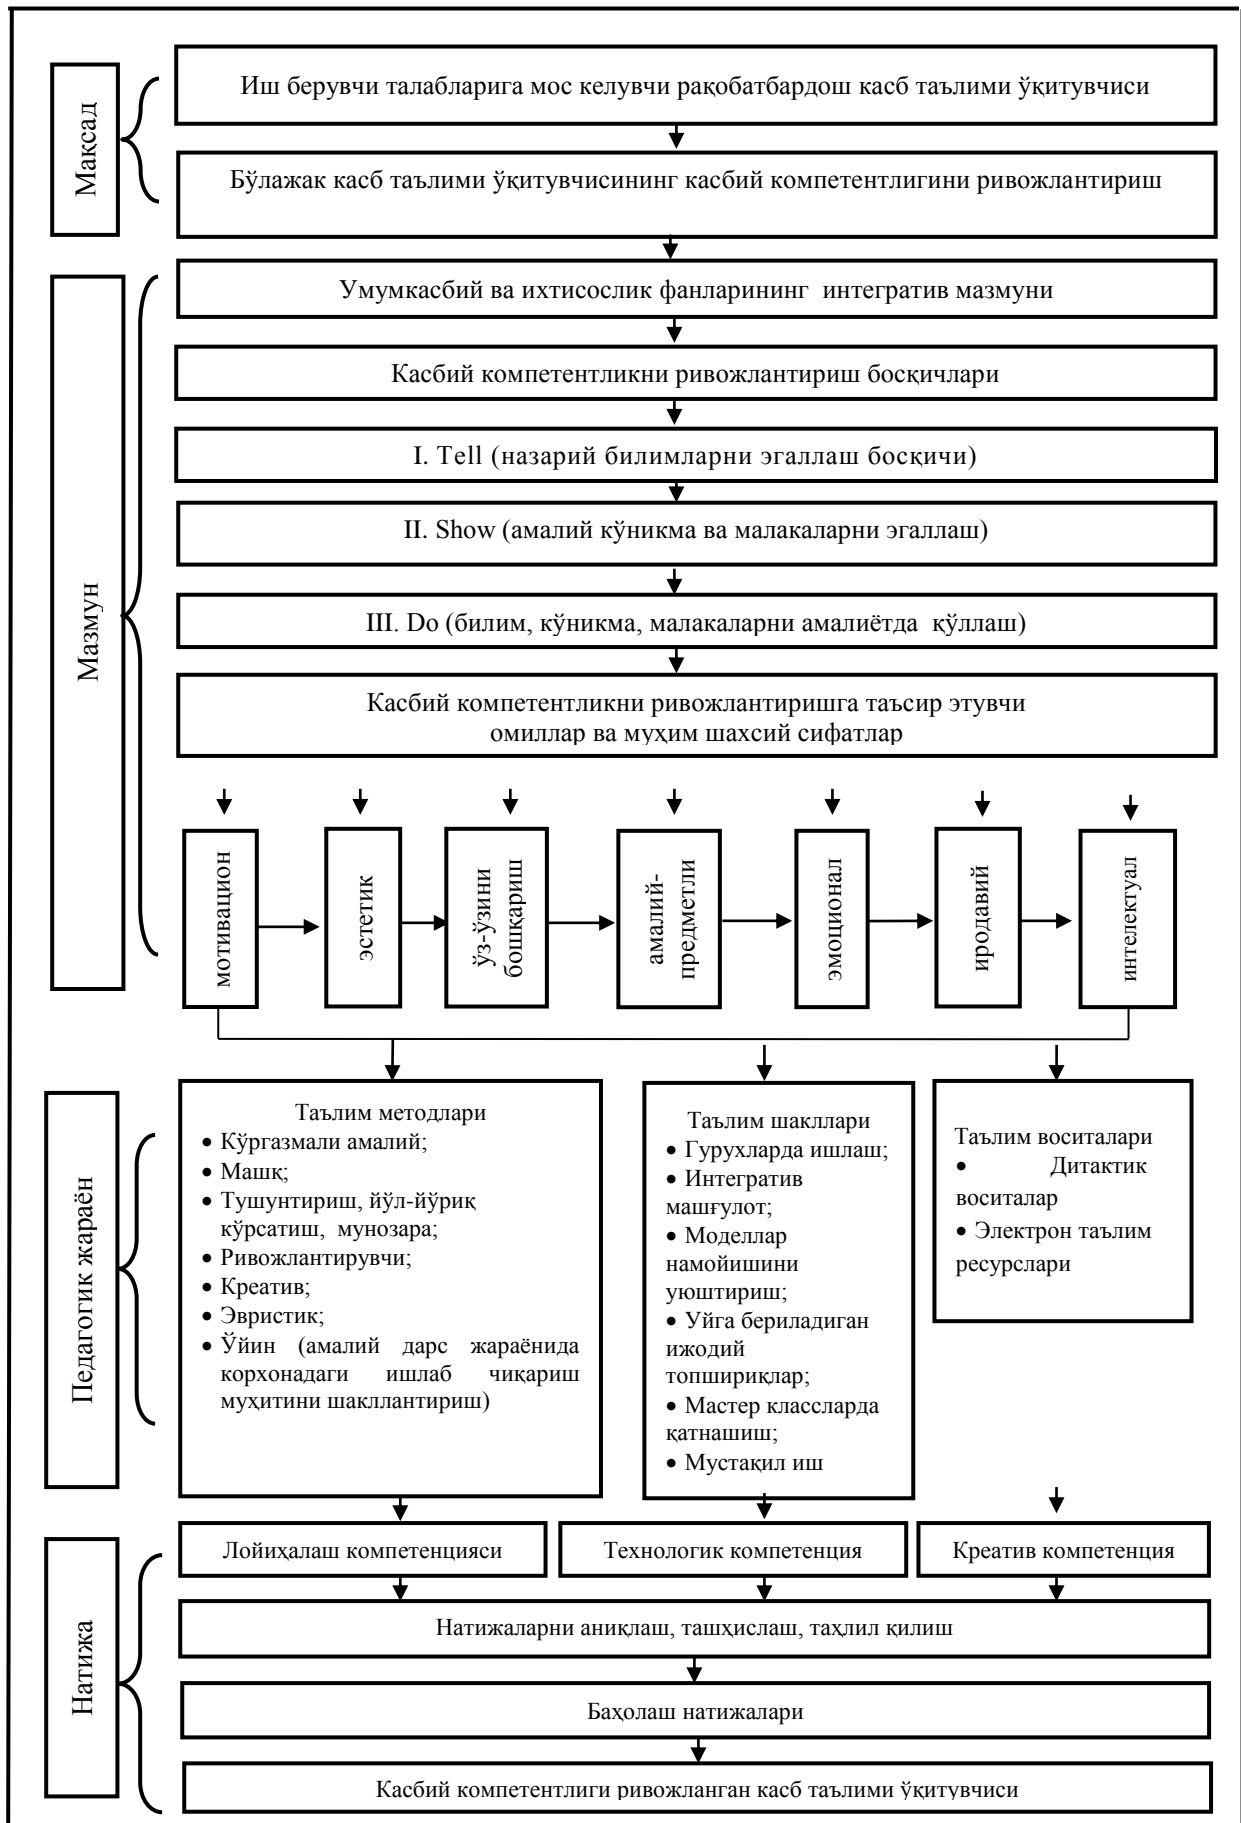 Мақсад
Иш берувчи талабларига мос келувчи рақобатбардош касб таълими ўқитувчиси
Бўлажак касб таълими ўқитувчисининг касбий компетентлигини ривожлантириш
Мазмун
Умумкасбий ва ихтисослик фанларининг интегратив мазмуни
Касбий компетентликни ривожлантириш босқичлари
I. Tell (назарий билимларни эгаллаш босқичи)
II. Show (амалий кўникма ва малакаларни эгаллаш)
III. Do (билим, кўникма, малакаларни амалиётда қўллаш)
Касбий компетентликни ривожлантиришга таъсир этувчи
омиллар ва муҳим шахсий сифатлар
мотивацион
эстетик
ўз-ўзини
бошқариш
амалий-
предметли
эмоционал
иродавий
интелектуал
Педагогик жараён
Таълим методлари
• Кўргазмали амалий;
• Машқ;
• Тушунтириш, йўл-йўриқ
кўрсатиш, мунозара;
• Ривожлантирувчи;
• Креатив;
• Эвристик;
• Ўйин (амалий дарс жараёнида
корхонадаги ишлаб чиқариш
муҳитини шакллантириш)
Таълим шакллари
• Гурухларда ишлаш;
• Интегратив
машғулот;
• Моделлар
намойишини
уюштириш;
• Уйга бериладиган
ижодий
топшириқлар;
• Мастер классларда
қатнашиш;
• Мустақил иш
Таълим воситалари
• Дитактик
воситалар
• Электрон таълим
ресурслари
Натижа
Лойиҳалаш компетенцияси
Технологик компетенция
Креатив компетенция
Натижаларни аниқлаш, ташҳислаш, таҳлил қилиш
Баҳолаш натижалари
Касбий компетентлиги ривожланган касб таълими ўқитувчиси